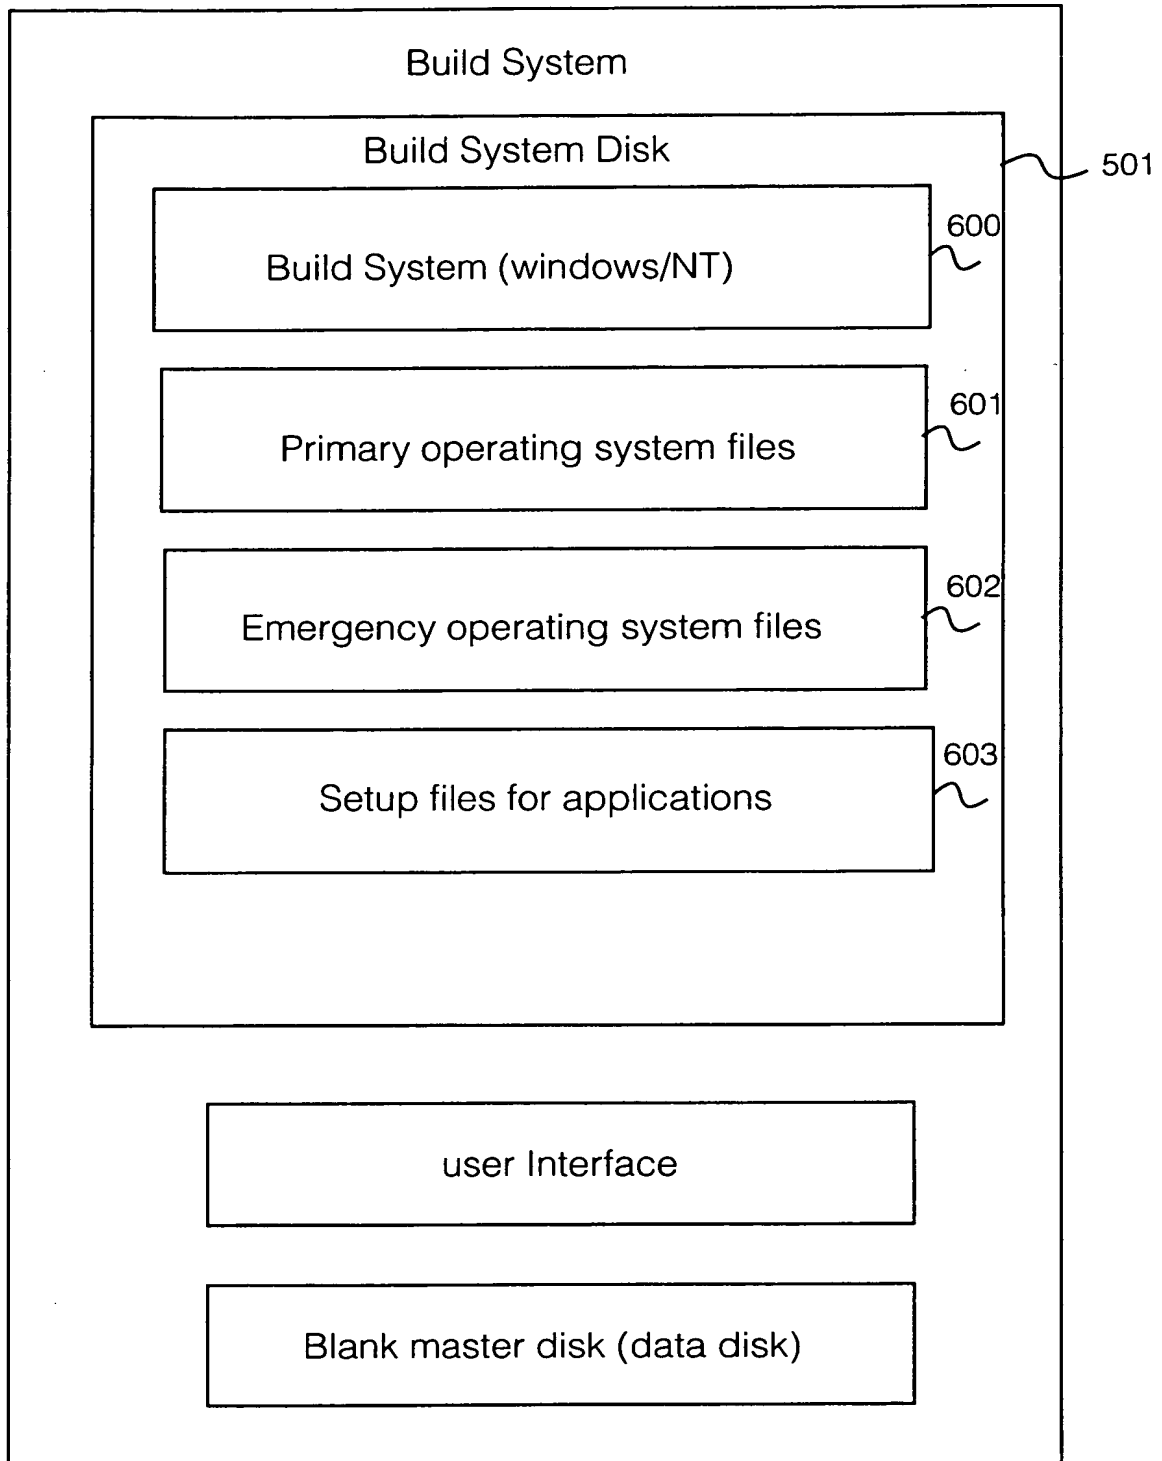 Build System
Build System Disk
501
600
Build System (windows/NT)
601
Primary operating system files
602
Emergency operating system files
603
Setup files for applications
user Interface
Blank master disk (data disk)